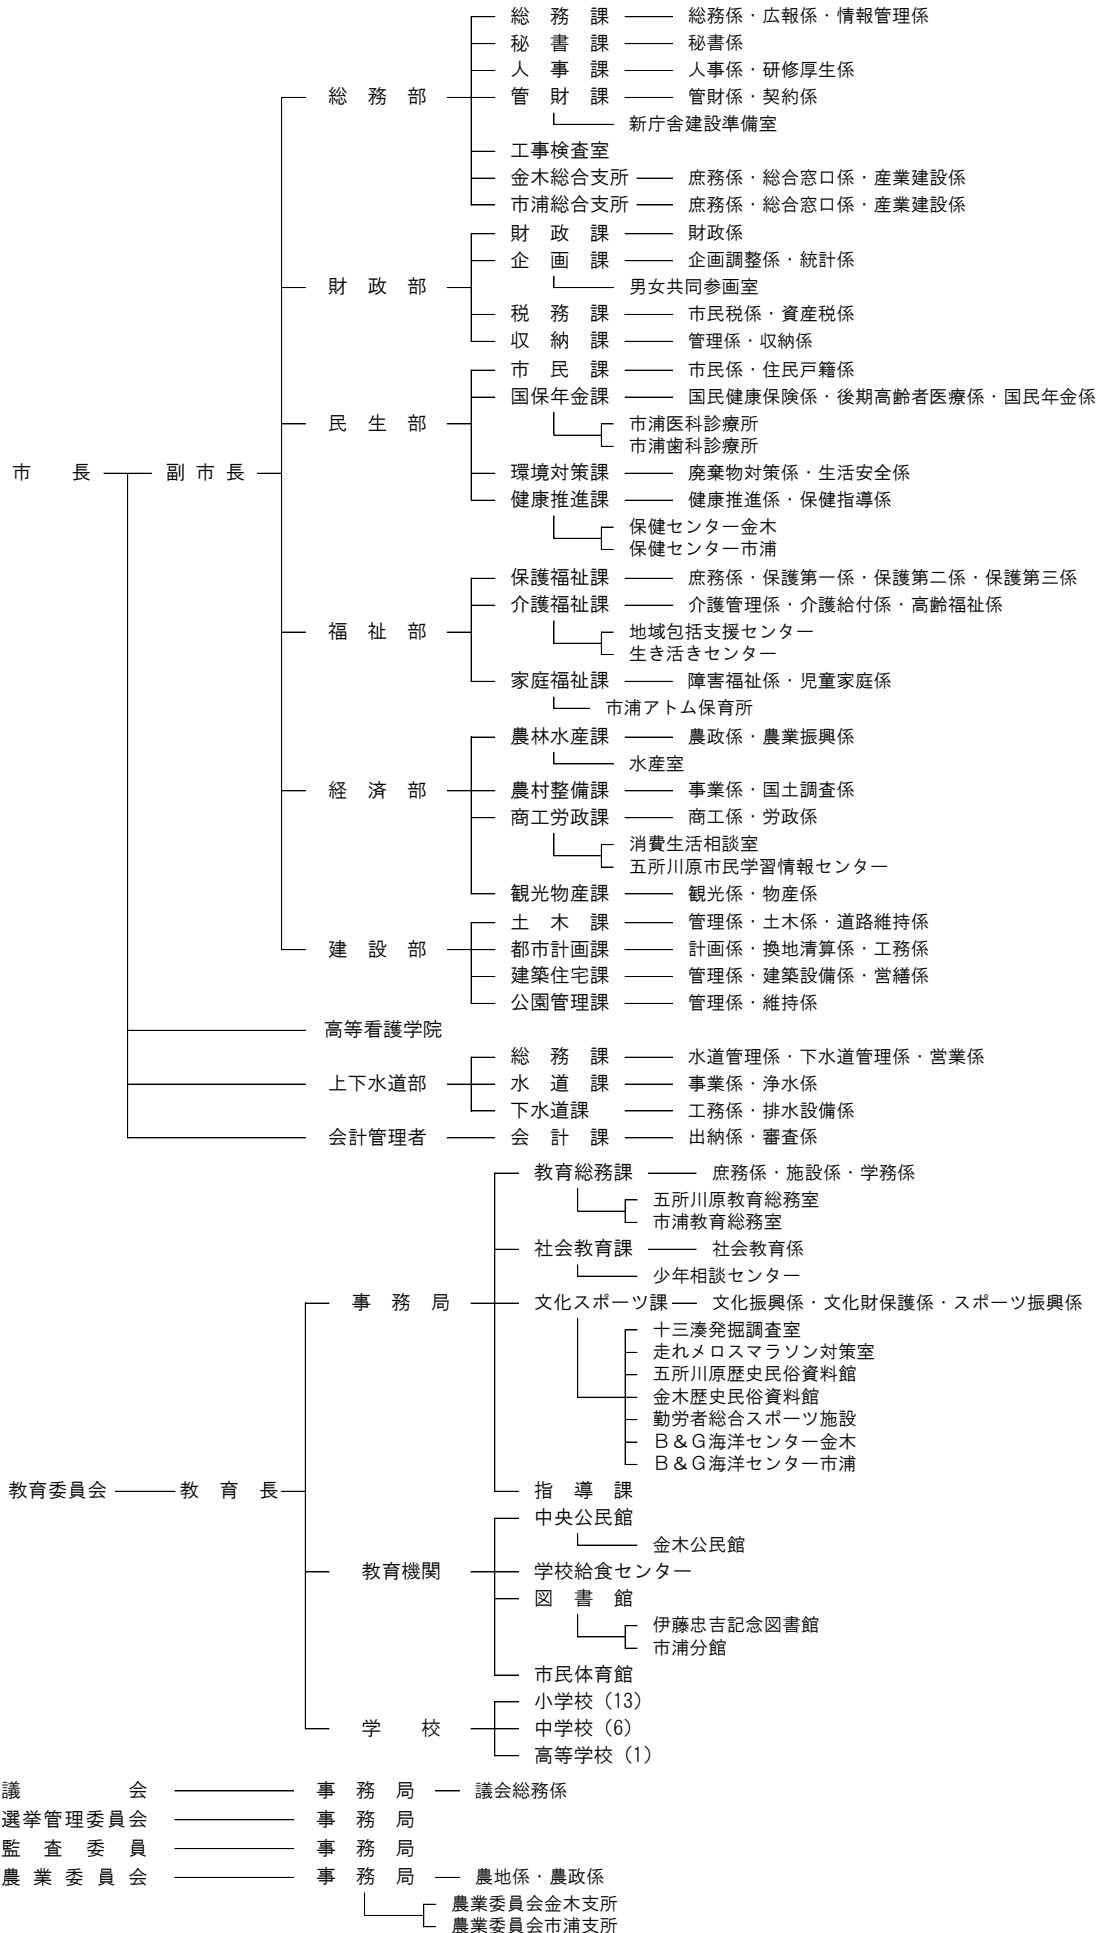 総務課 総務係・広報係・情報管理係
秘書課 秘書係
人事課 人事係・研修厚生係
総務部 管財課 管財係・契約係
新庁舎建設準備室
工事検査室
金木総合支所 庶務係・総合窓口係・産業建設係
市浦総合支所 庶務係・総合窓口係・産業建設係
財政課 財政係
企画課 企画調整係・統計係
財政部 男女共同参画室
税務課 市民税係・資産税係
収納課 管理係・収納係
市民課 市民係・住民戸籍係
国保年金課 国民健康保険係・後期高齢者医療係・国民年金係
民生部 市浦医科診療所
市浦歯科診療所
市長 副市長 環境対策課 廃棄物対策係・生活安全係
健康推進課 健康推進係・保健指導係
保健センター金木
保健センター市浦
保護福祉課 庶務係・保護第一係・保護第二係・保護第三係
介護福祉課 介護管理係・介護給付係・高齢福祉係
福祉部 地域包括支援センター
生き活きセンター
家庭福祉課 障害福祉係・児童家庭係
市浦アトム保育所
農林水産課 農政係・農業振興係
水産室
経済部 農村整備課 事業係・国土調査係
商工労政課 商工係・労政係
消費生活相談室
五所川原市民学習情報センター
観光物産課 観光係・物産係
土木課 管理係・土木係・道路維持係
建設部 都市計画課 計画係・換地清算係・工務係
建築住宅課 管理係・建築設備係・営繕係
公園管理課 管理係・維持係
高等看護学院
総務課 水道管理係・下水道管理係・営業係
上下水道部 水道課 事業係・浄水係
下水道課 工務係・排水設備係
会計管理者 会計課 出納係・審査係
教育総務課 庶務係・施設係・学務係
五所川原教育総務室
市浦教育総務室
社会教育課 社会教育係
少年相談センター
事務局 文化スポーツ課 文化振興係・文化財保護係・スポーツ振興係
十三湊発掘調査室
走れメロスマラソン対策室
五所川原歴史民俗資料館
金木歴史民俗資料館
勤労者総合スポーツ施設
B&G海洋センター金木
B&G海洋センター市浦
教育委員会 教育長 指導課
中央公民館
金木公民館
教育機関 学校給食センター
図書館
伊藤忠吉記念図書館
市浦分館
市民体育館
小学校(13)
学校 中学校(6)
高等学校(1)
議会 事務局 議会総務係
選挙管理委員会 事務局
監査委員 事務局
農業委員会 事務局 農地係・農政係
農業委員会金木支所
農業委員会市浦支所